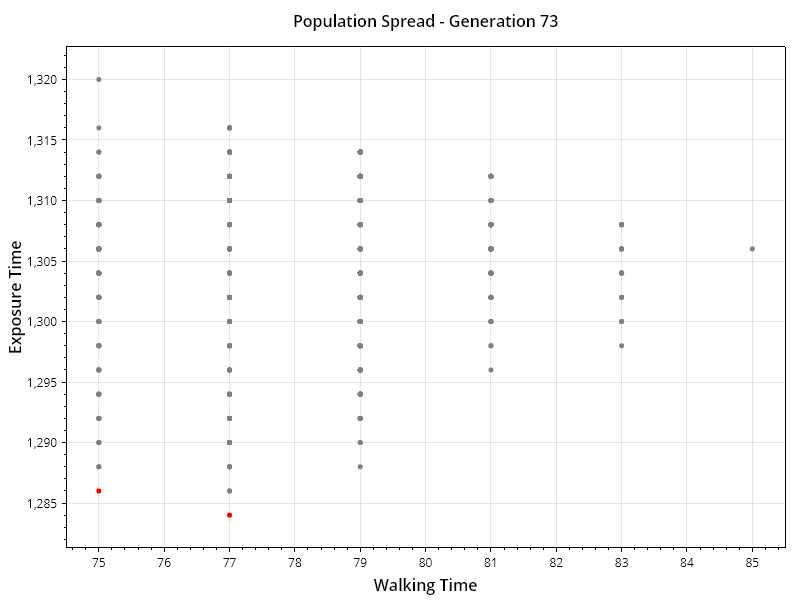 Population Spread - Generation 73
1,320
1,315
1,310
1,305
1,300
1,295
1,290
1,285
Exposure Time
75 76 77 78 79 80 81 82 83 84 85
Walking Time